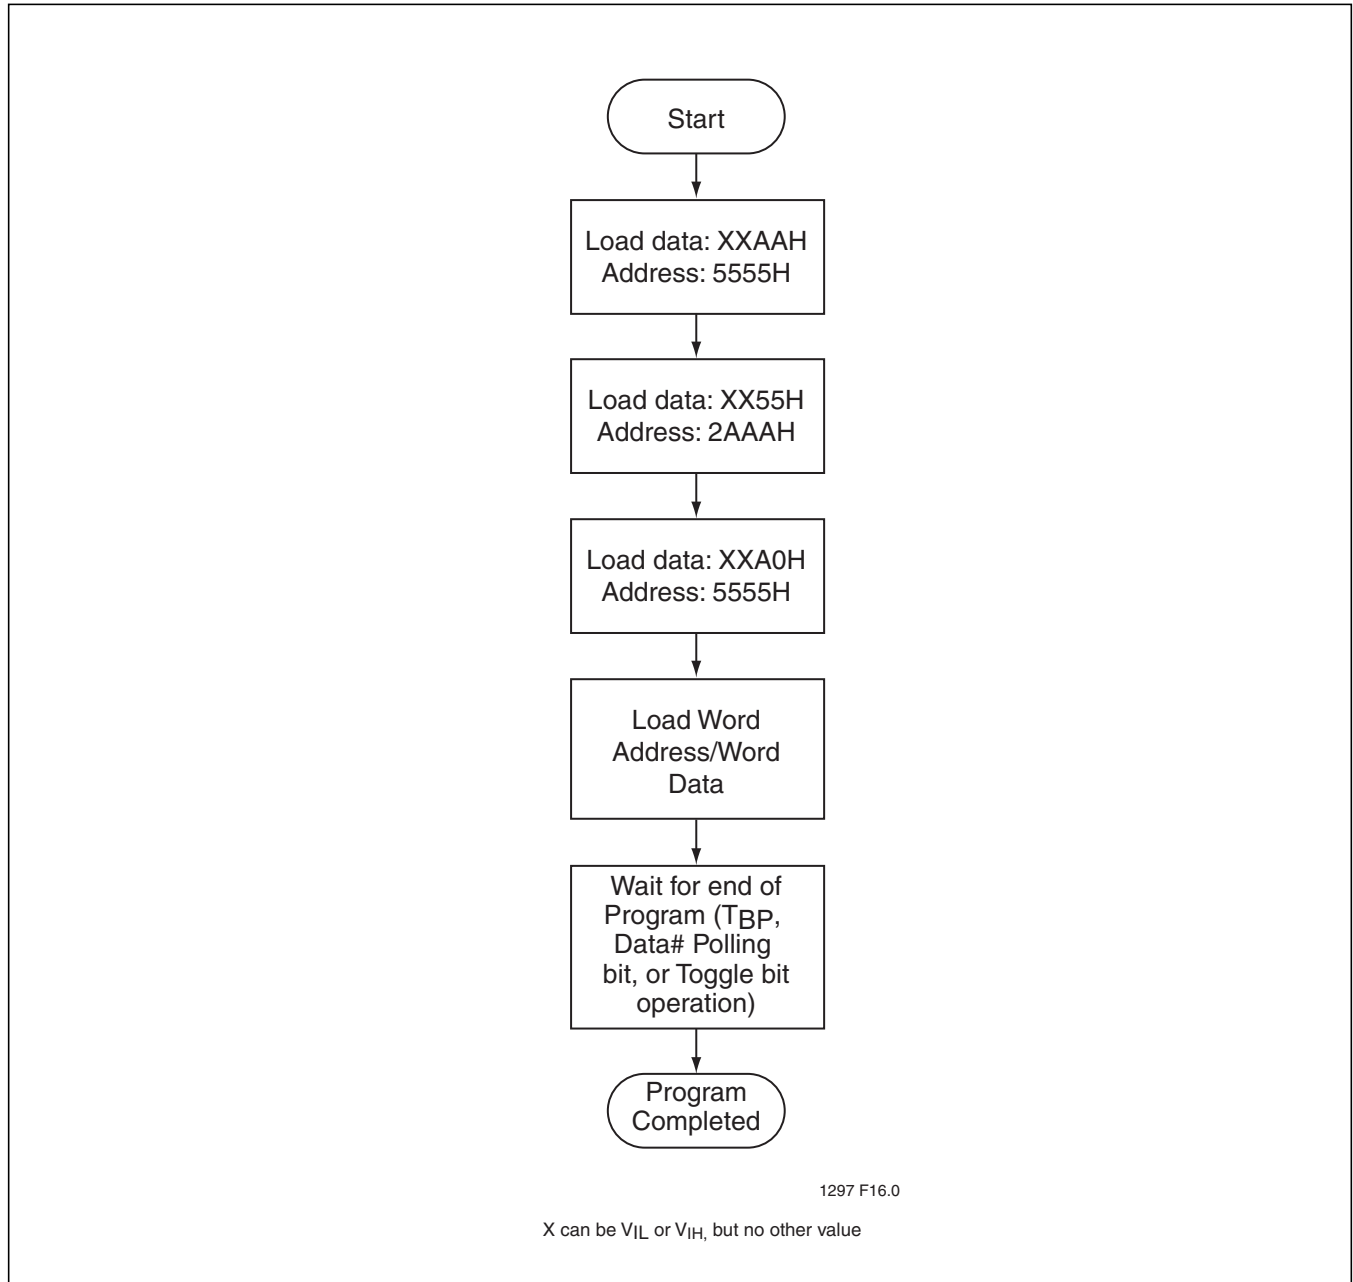 Start
Load data: XXAAH
Address: 5555H
Load data: XX55H
Address: 2AAAH
Load data: XXA0H
Address: 5555H
Load Word
Address/Word
Data
Wait for end of
Program (TBP,
Data# Polling
bit, or Toggle bit
operation)
Program
Completed
1297 F16.0
X can be VIL or VIH, but no other value